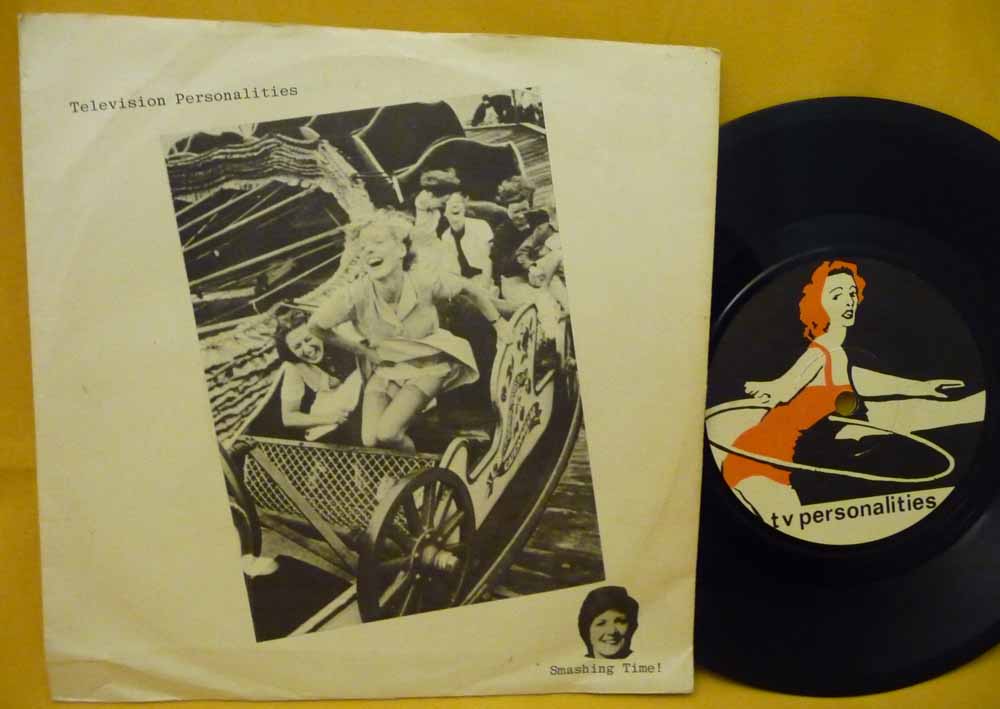 Television Personalities
Smashing Time!
tv personalities